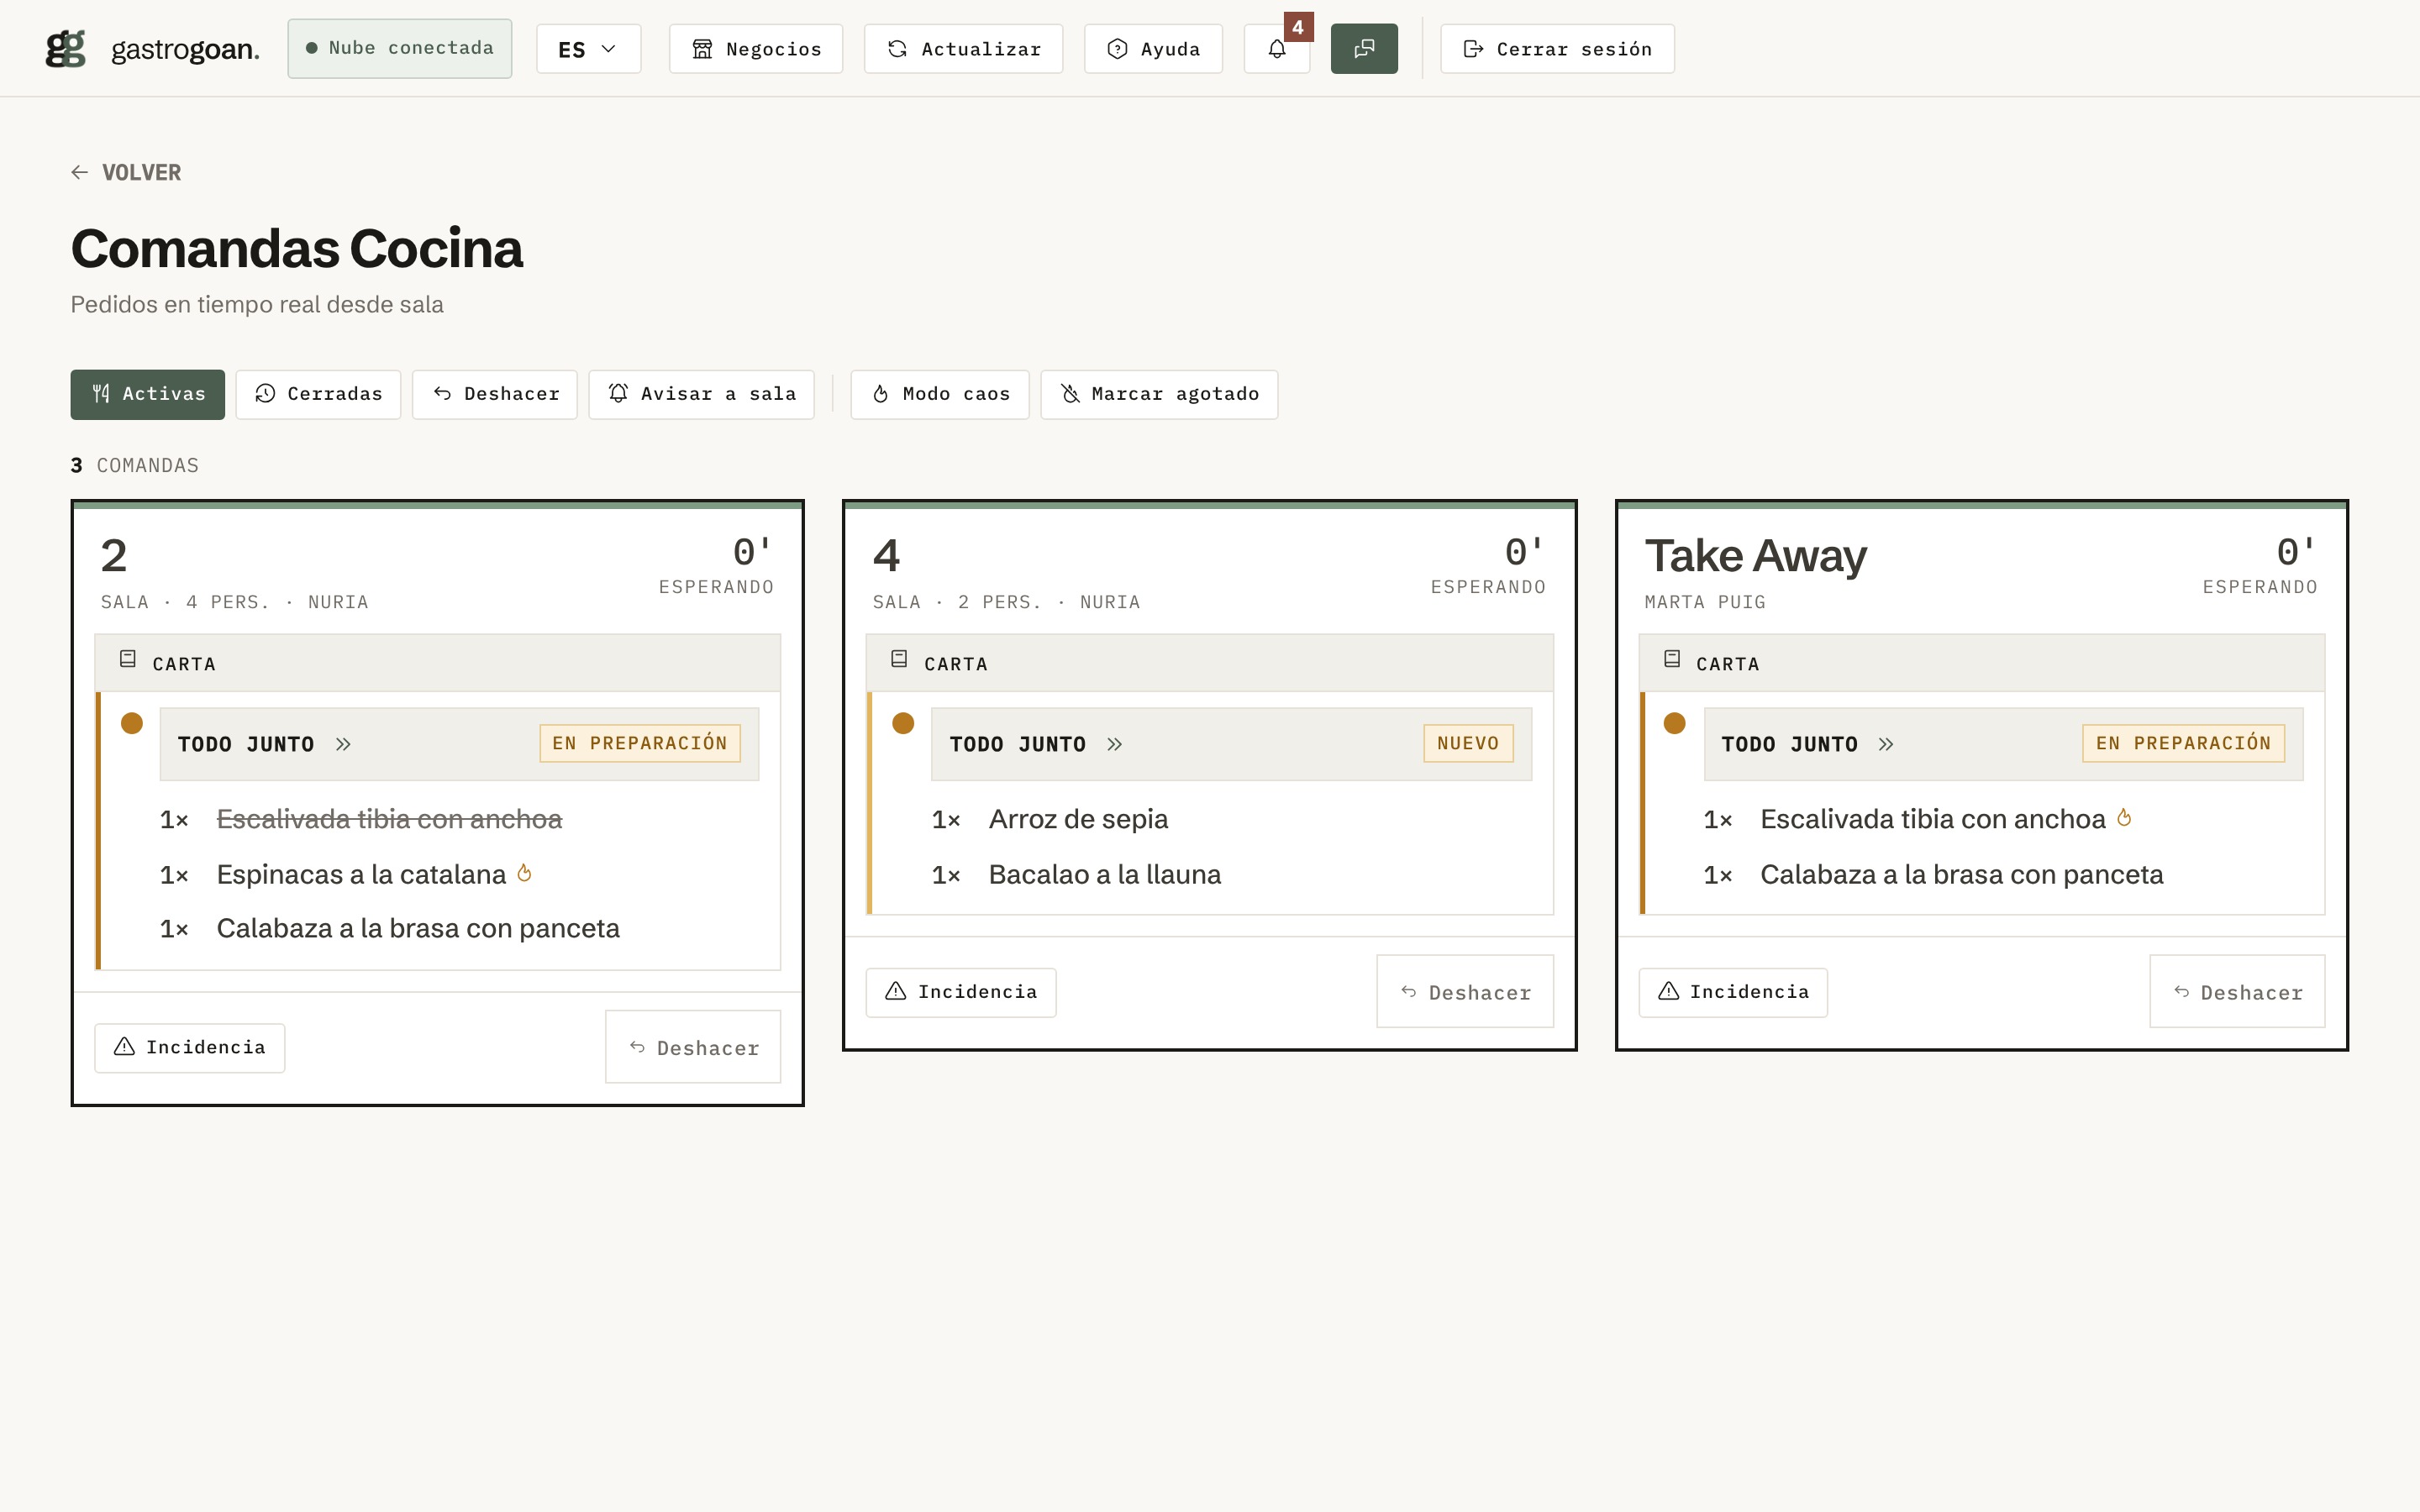 gg gastrogoan.
Nube conectada
ES
Negocios
Actualizar
Ayuda
4
Cerrar sesión
← VOLVER
Comandas Cocina
Pedidos en tiempo real desde sala
Activas
Cerradas
Deshacer
Avisar a sala
Modo caos
Marcar agotado
3 COMANDAS
2
0'
ESPERANDO
SALA · 4 PERS. · NURIA
CARTA
TODO JUNTO »
EN PREPARACIÓN
1× Escalivada tibia con anchoa
1× Espinacas a la catalana
1× Calabaza a la brasa con panceta
Incidencia
Deshacer
4
0'
ESPERANDO
SALA · 2 PERS. · NURIA
CARTA
TODO JUNTO »
NUEVO
1× Arroz de sepia
1× Bacalao a la llauna
Incidencia
Deshacer
Take Away
0'
ESPERANDO
MARTA PUIG
CARTA
TODO JUNTO »
EN PREPARACIÓN
1× Escalivada tibia con anchoa
1× Calabaza a la brasa con panceta
Incidencia
Deshacer